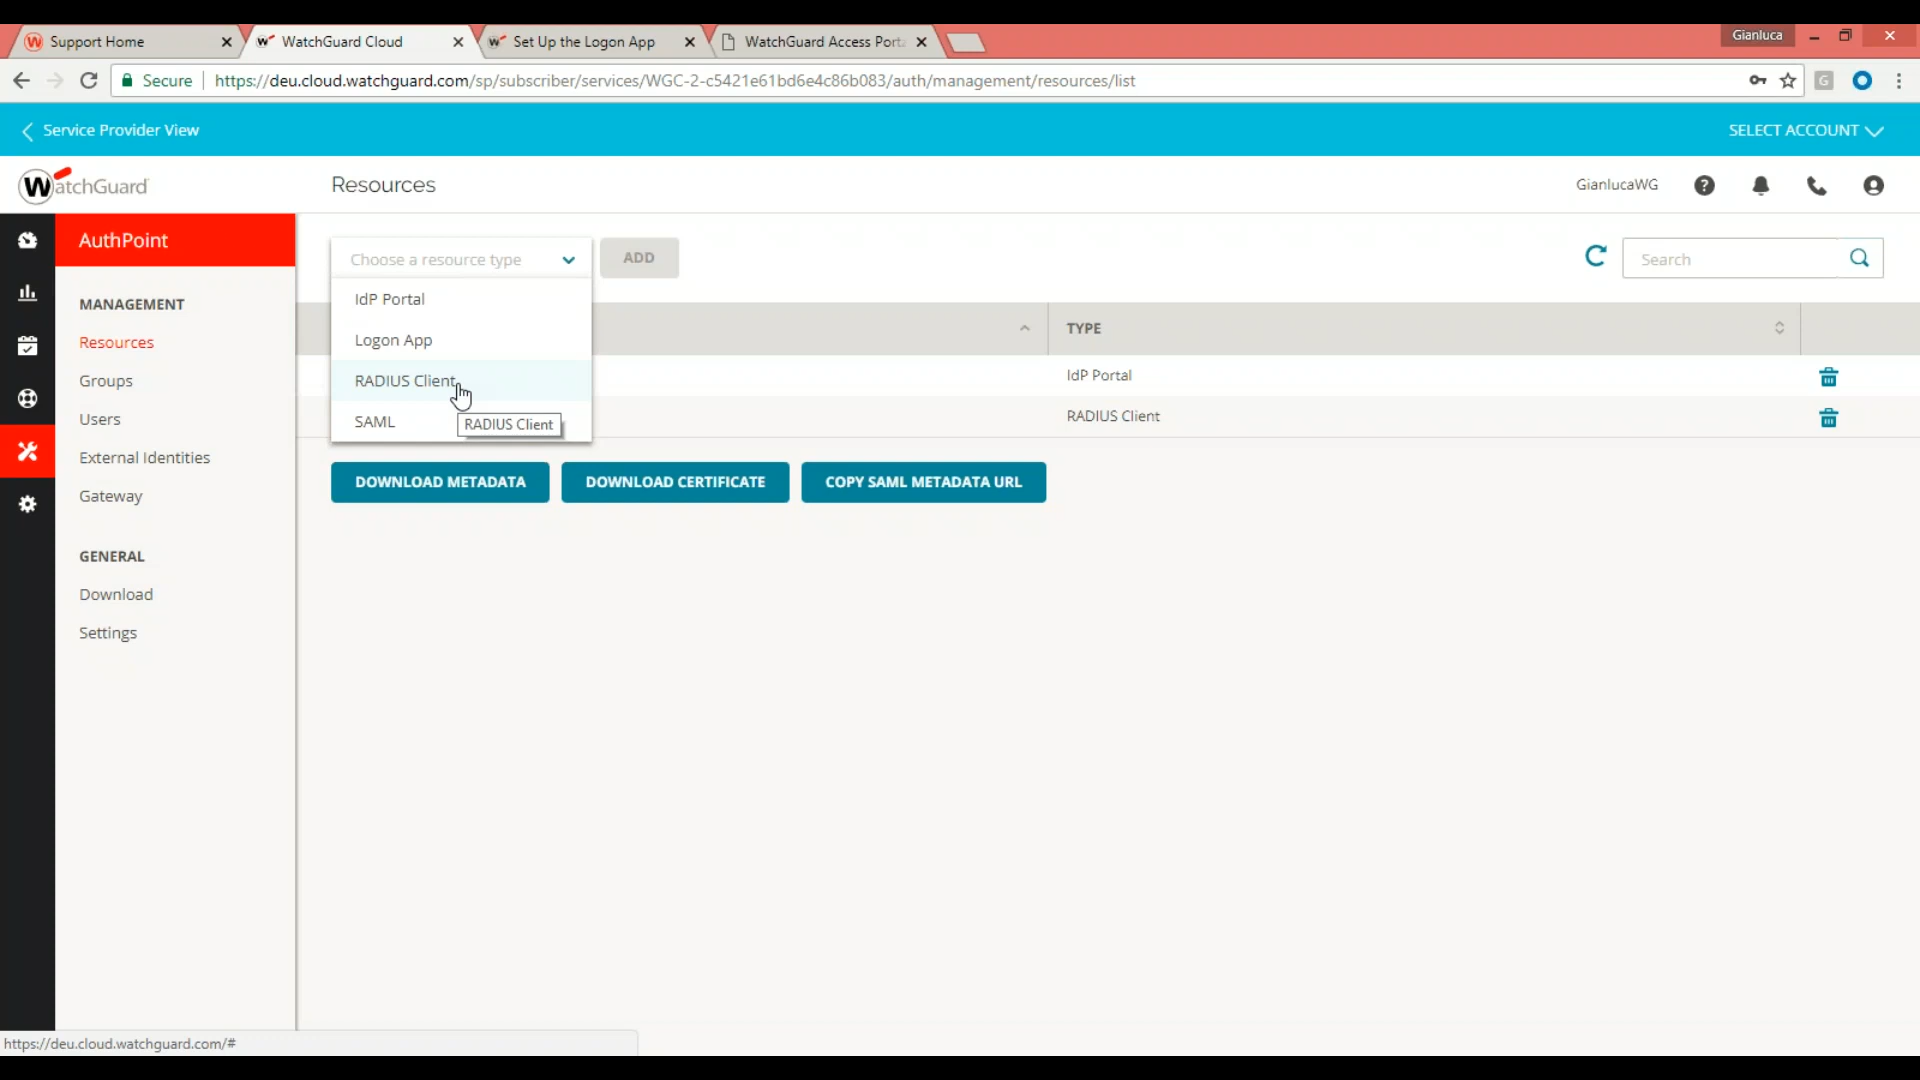 Support Home
WatchGuard Cloud
Set Up the Logon App
WatchGuard Access Porta
Gianluca
Secure
https://deu.cloud.watchguard.com/sp/subscriber/services/WGC-2-c5421e61bd6e4c86b083/auth/management/resources/list
G
Service Provider View
SELECT ACCOUNT
WatchGuard
Resources
GianlucaWG
AuthPoint
MANAGEMENT
Resources
Groups
Users
External Identities
Gateway
GENERAL
Download
Settings
Choose a resource type
ADD
Search
IdP Portal
Logon App
RADIUS Client
SAML
RADIUS Client
TYPE
IdP Portal
RADIUS Client
DOWNLOAD METADATA
DOWNLOAD CERTIFICATE
COPY SAML METADATA URL
https://deu.cloud.watchguard.com/#